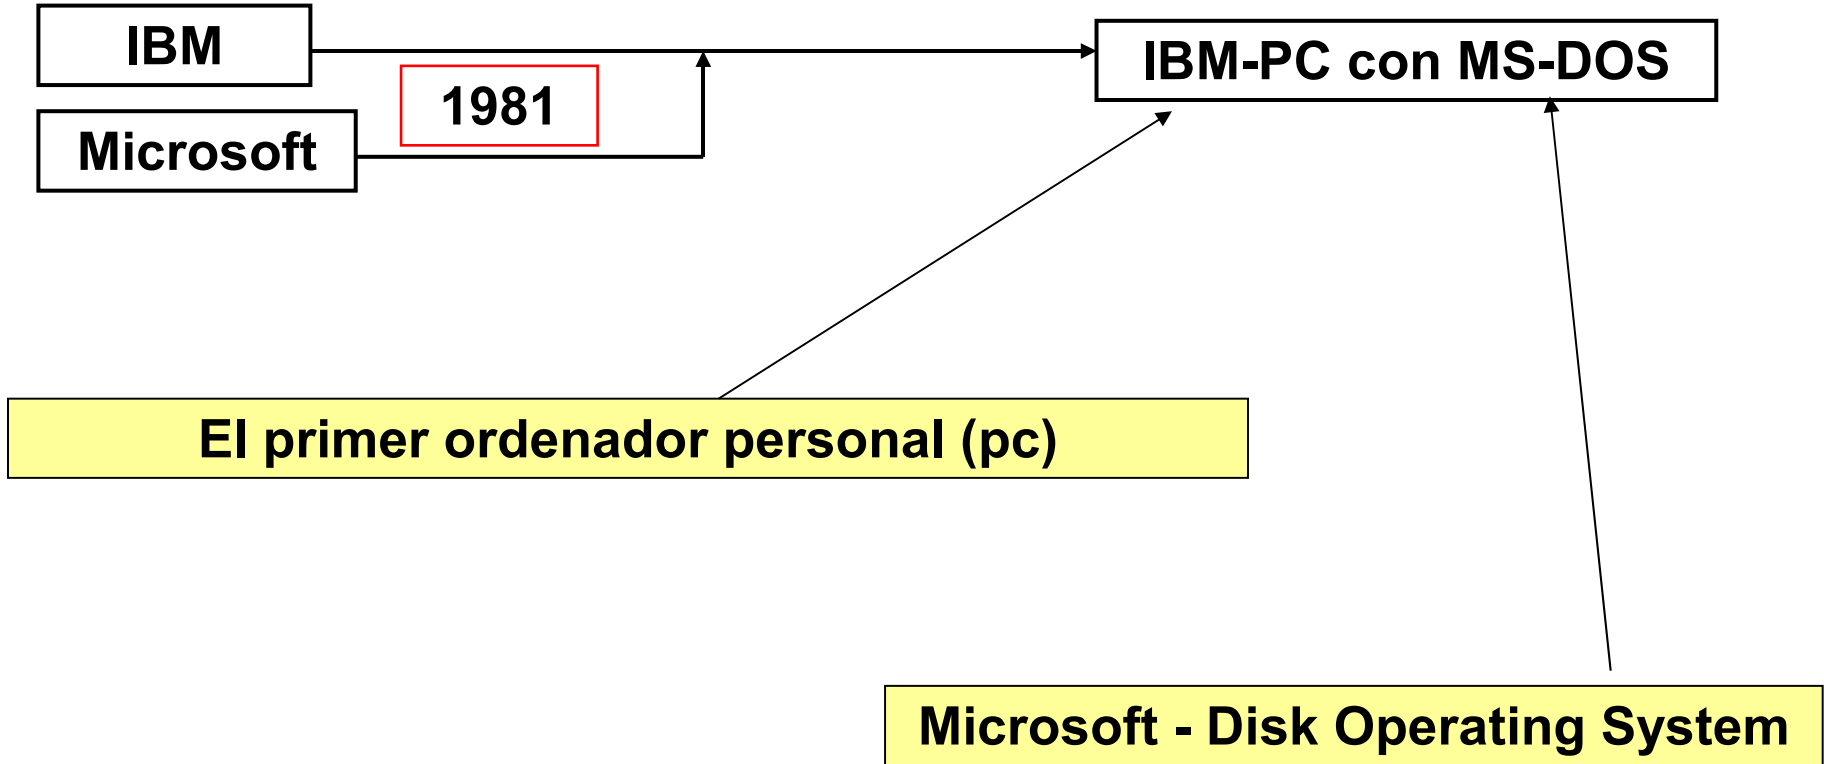 IBM
IBM-PC con MS-DOS
1981
Microsoft
El primer ordenador personal (pc)
Microsoft - Disk Operating System